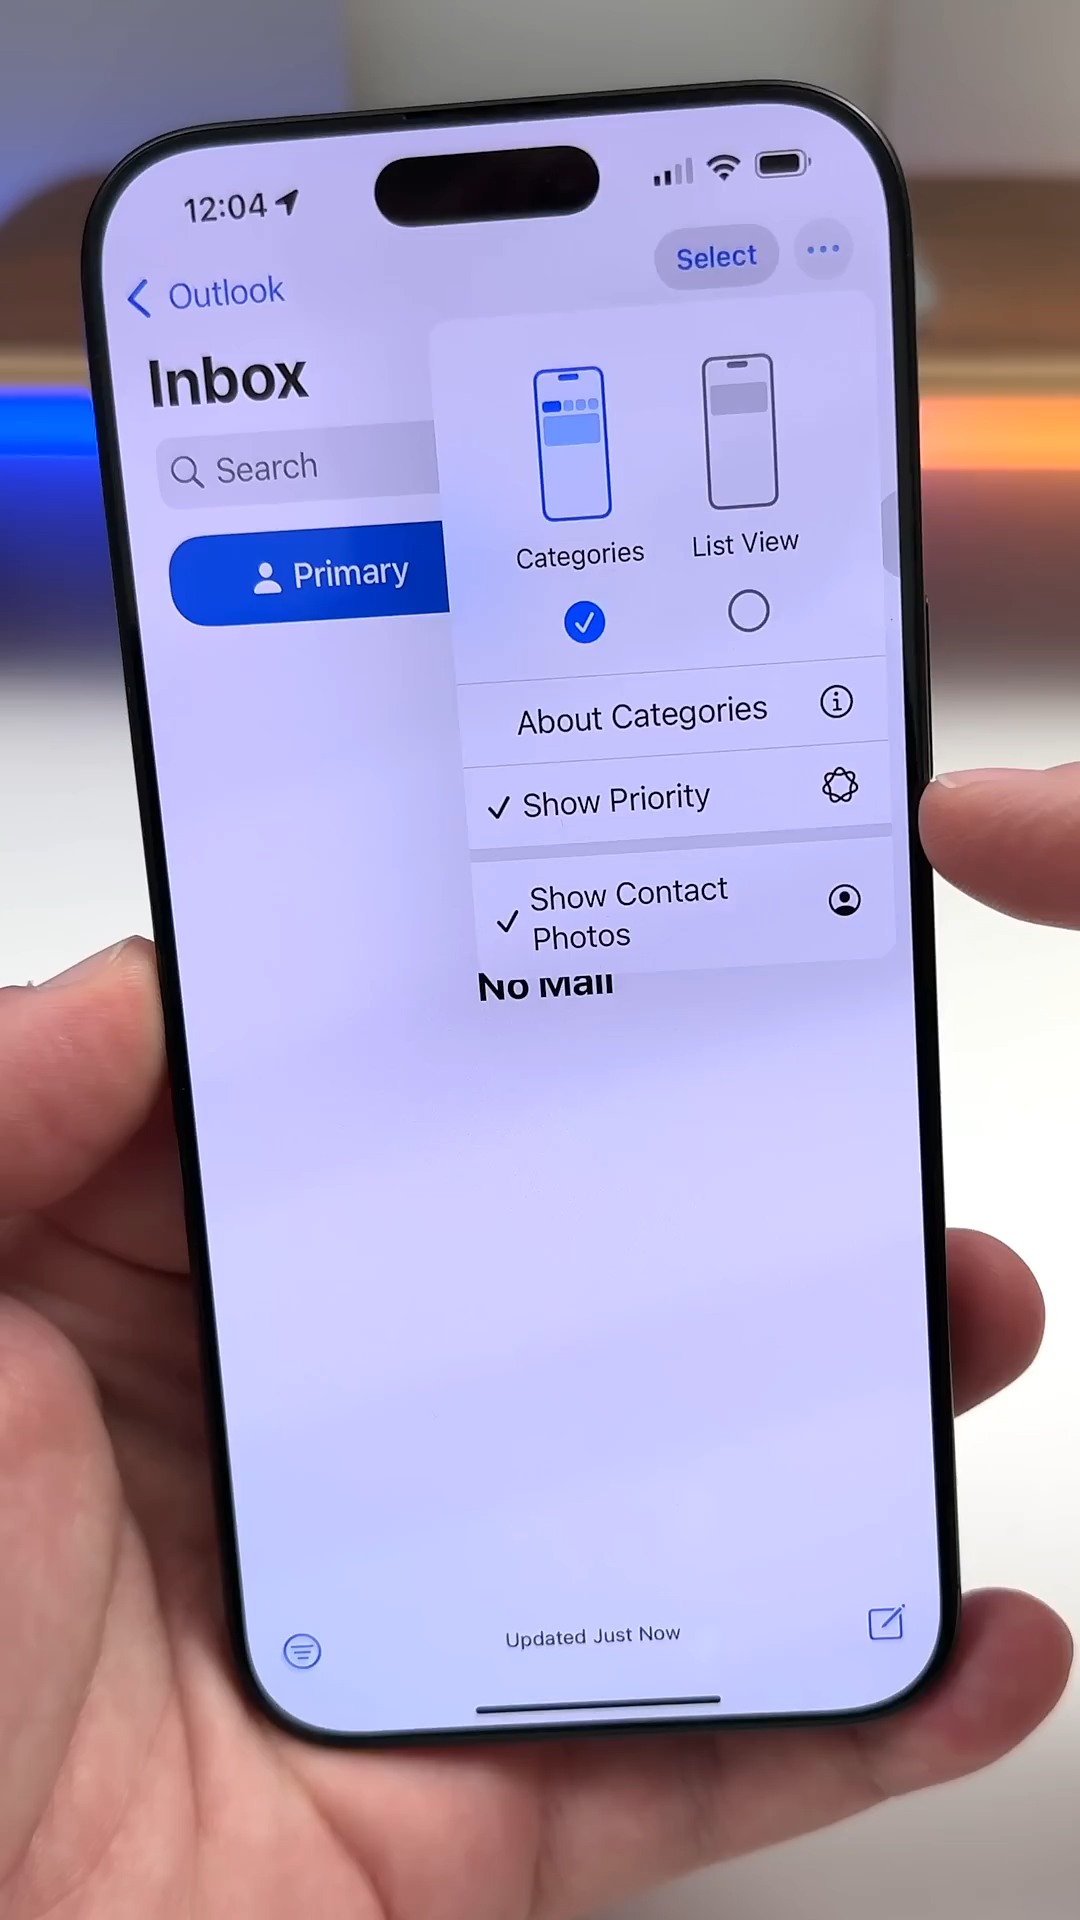 12:04
Select
Outlook
Inbox
Search
Primary
Categories
List View
About Categories
Show Priority
Show Contact
Photos
No Mail
Updated Just Now